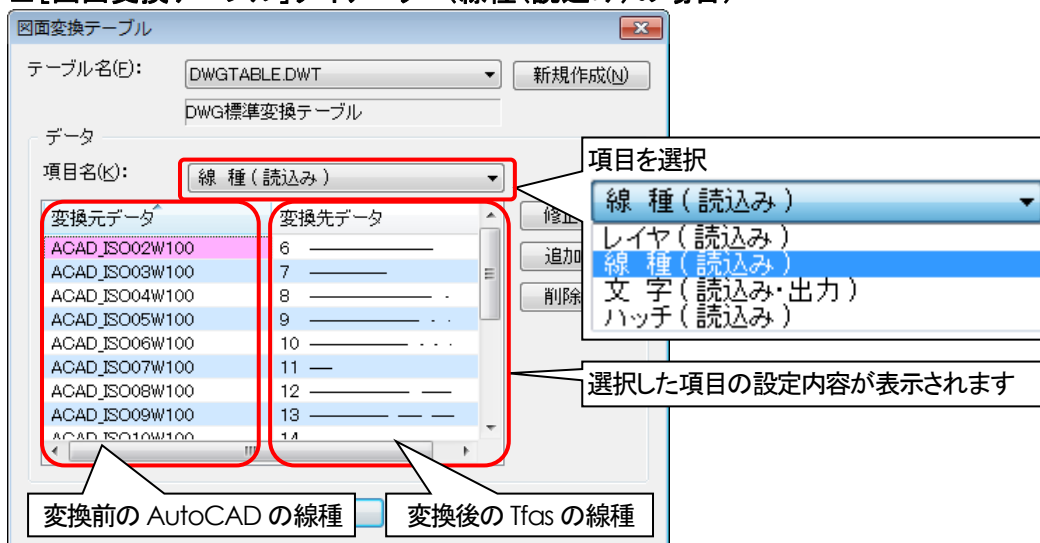 図面変換テーブル
テーブル名(F): DWGTABLE.DWT 新規作成(N)
DWG標準変換テーブル
データ
項目名(K): 線 種(読込み)
項目を選択
線 種(読込み)
レイヤ(読込み)
線 種(読込み)
文 字(読込み・出力)
ハッチ(読込み)
変換元データ 変換先データ 修正
ACAD_ISO02W100 6
追加
ACAD_ISO03W100 7
ACAD_ISO04W100 8 削除
ACAD_ISO05W100 9
ACAD_ISO06W100 10
ACAD_ISO07W100 11
ACAD_ISO08W100 12
ACAD_ISO09W100 13
ACAD_ISO10W100 14
選択した項目の設定内容が表示されます
変換前の AutoCAD の線種 変換後の Tfas の線種